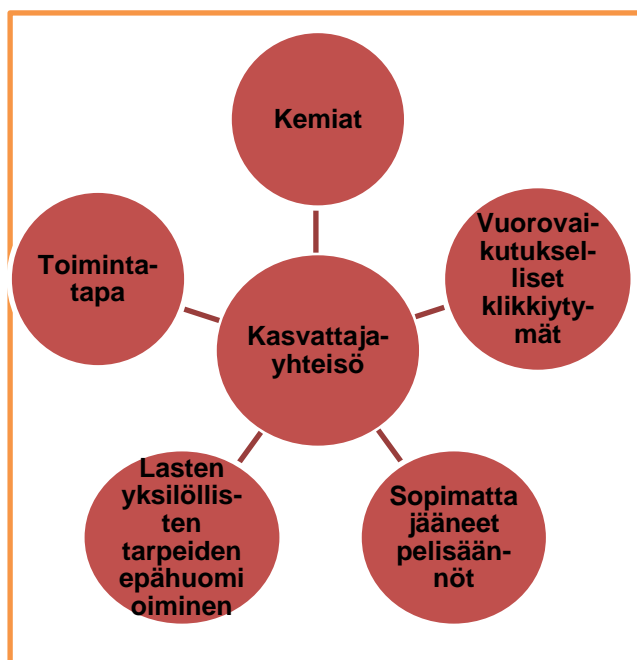 Kemiat
Toiminta-
tapa
Vuorovai-
kutuksel-
liset
klikkiyty-
mät
Kasvattaja-
yhteisö
Lasten
yksilöllis-
ten
tarpeiden
epähuomi
oiminen
Sopimatta
jääneet
pelisään-
nöt